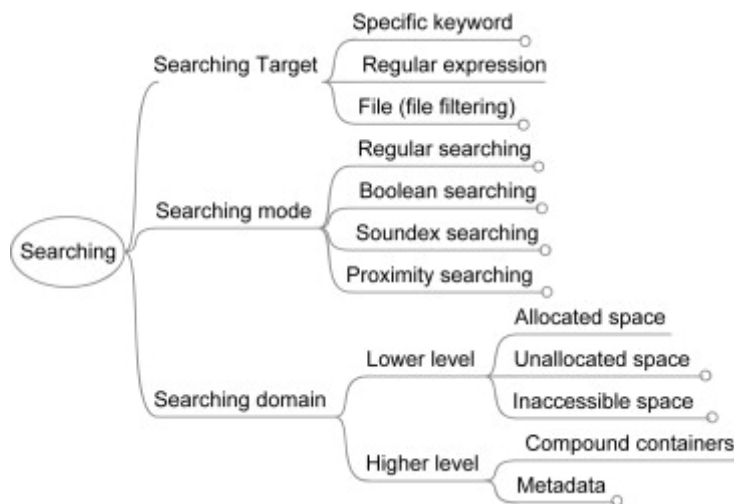 Specific keyword
Searching Target
Regular expression
File (file filtering)
Regular searching
Boolean searching
Searching mode
Soundex searching
Searching
Proximity searching
Allocated space
Lower level
Unallocated space
Searching domain
Inaccessible space
Compound containers
Higher level
Metadata